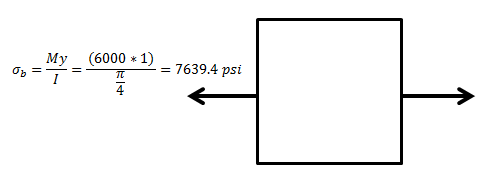 σ_b = My/I = (6000 * 1)/(π/4) = 7639.4 psi